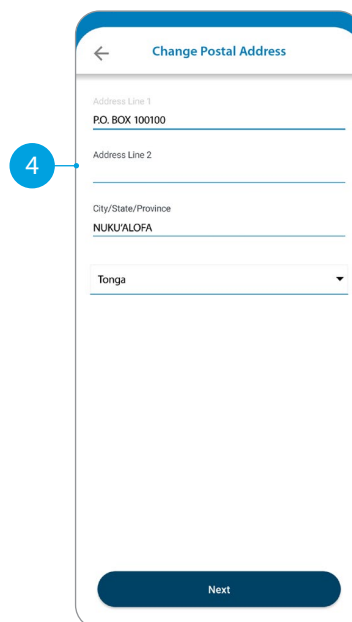 Change Postal Address
Address Line 1
P.O. BOX 100100
4
Address Line 2
City/State/Province
NUKU'ALOFA
Tonga
Next